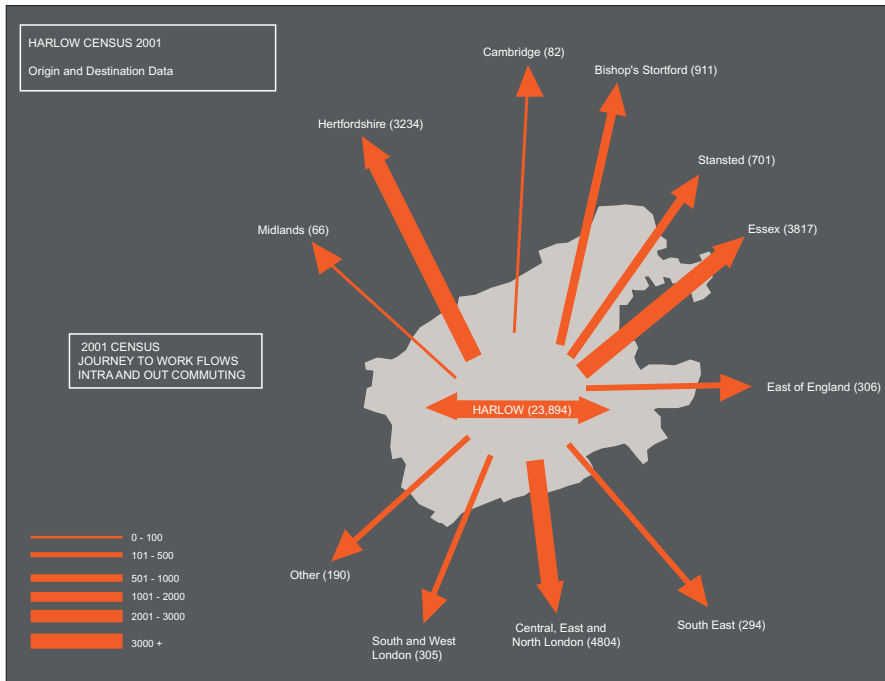 HARLOW CENSUS 2001
Origin and Destination Data
Cambridge (82)
Bishop's Stortford (911)
Hertfordshire (3234)
Stansted (701)
Midlands (66)
Essex (3817)
2001 CENSUS
JOURNEY TO WORK FLOWS
INTRA AND OUT COMMUTING
East of England (306)
HARLOW (23,894)
0 - 100
101 - 500
501 - 1000
1001 - 2000
2001 - 3000
3000 +
Other (190)
South and West
London (305)
Central, East and
North London (4804)
South East (294)